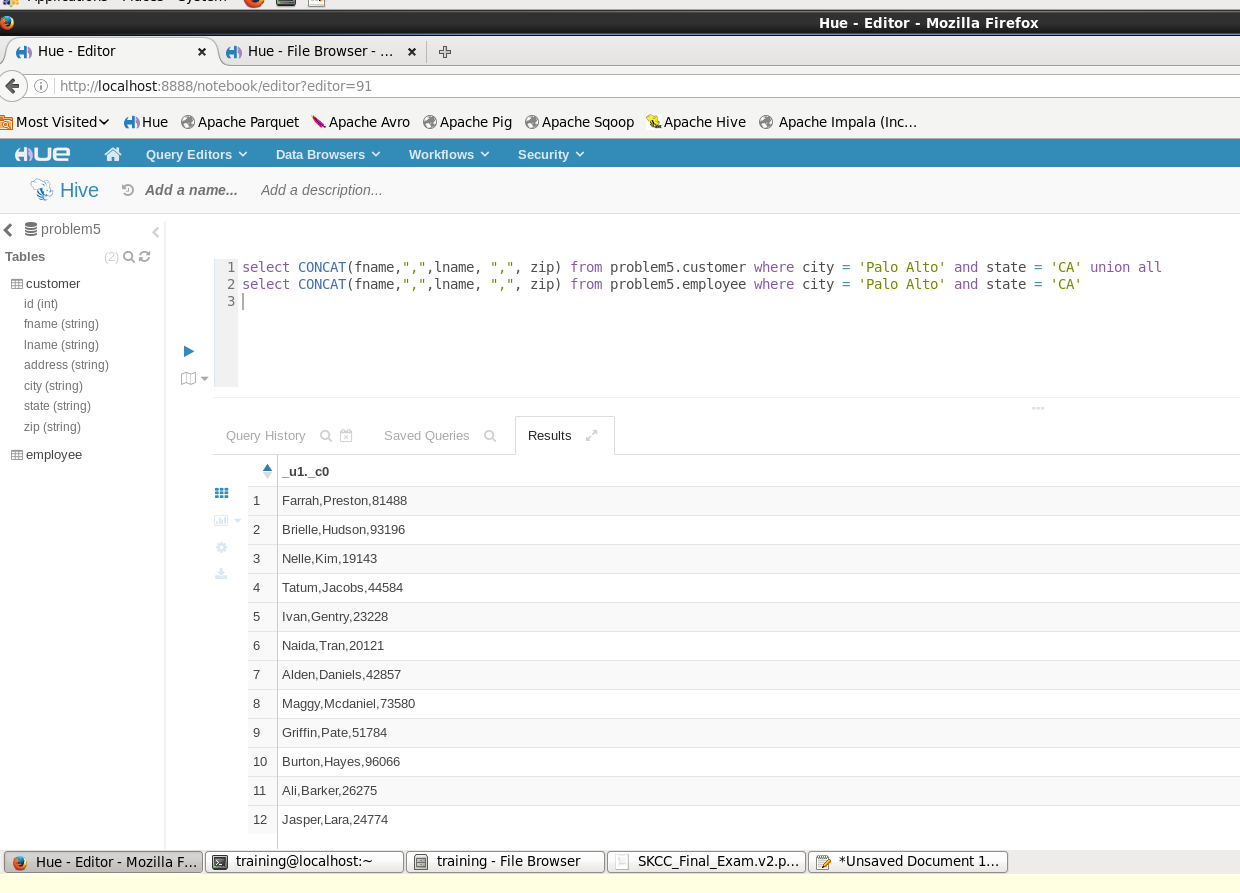 Applications Places System
Hue - Editor - Mozilla Firefox
Hue - Editor × Hue - File Browser - ... ×
http://localhost:8888/notebook/editor?editor=91
Most Visited Hue Apache Parquet Apache Avro Apache Pig Apache Sqoop Apache Hive Apache Impala (Inc...
HUE Query Editors Data Browsers Workflows Security
Hive Add a name... Add a description...
problem5
Tables (2)
customer
id (int)
fname (string)
lname (string)
address (string)
city (string)
state (string)
zip (string)
employee
1 select CONCAT(fname,",",lname, ",", zip) from problem5.customer where city = 'Palo Alto' and state = 'CA' union all
2 select CONCAT(fname,",",lname, ",", zip) from problem5.employee where city = 'Palo Alto' and state = 'CA'
3
Query History Saved Queries Results
_u1._c0
1 Farrah,Preston,81488
2 Brielle,Hudson,93196
3 Nelle,Kim,19143
4 Tatum,Jacobs,44584
5 Ivan,Gentry,23228
6 Naida,Tran,20121
7 Alden,Daniels,42857
8 Maggy,Mcdaniel,73580
9 Griffin,Pate,51784
10 Burton,Hayes,96066
11 Ali,Barker,26275
12 Jasper,Lara,24774
Hue - Editor - Mozilla F... training@localhost:~ training - File Browser SKCC_Final_Exam.v2.p... *Unsaved Document 1...